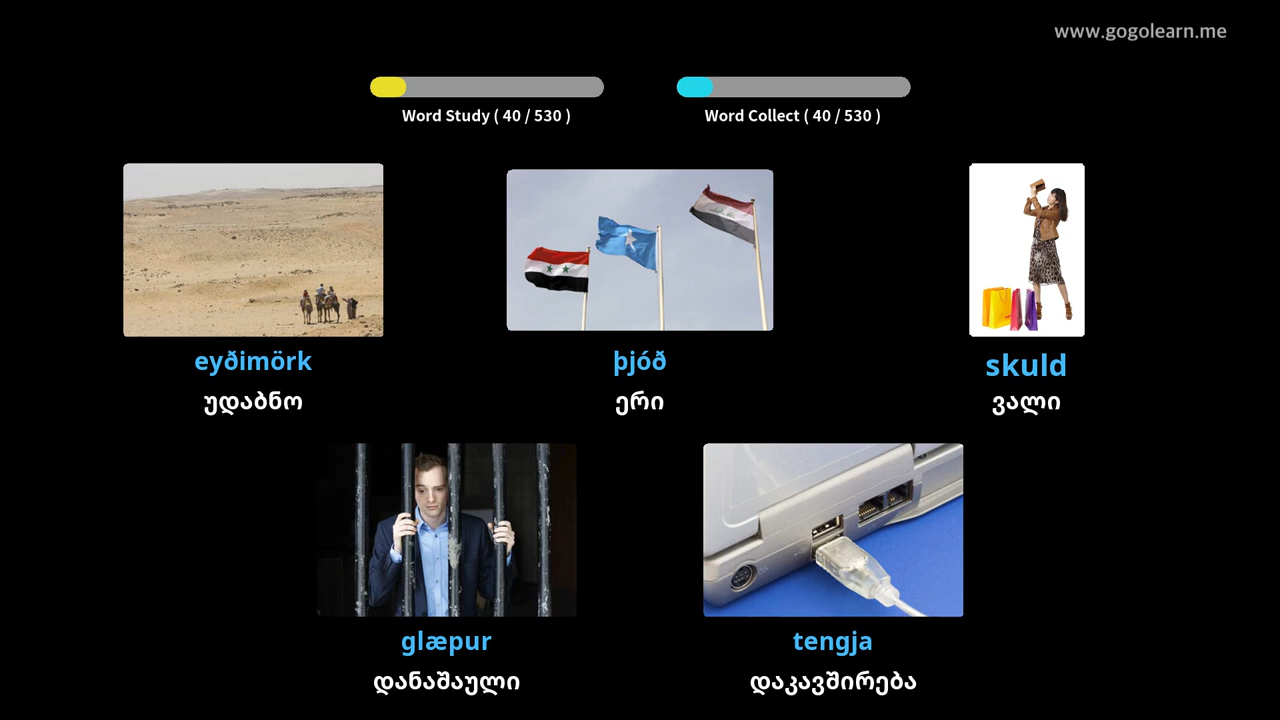 www.gogolearn.me
Word Study ( 40 / 530 )
Word Collect ( 40 / 530 )
eyðimörk
უდაბნო
þjóð
ერი
skuld
ვალი
glæpur
დანაშაული
tengja
დაკავშირება